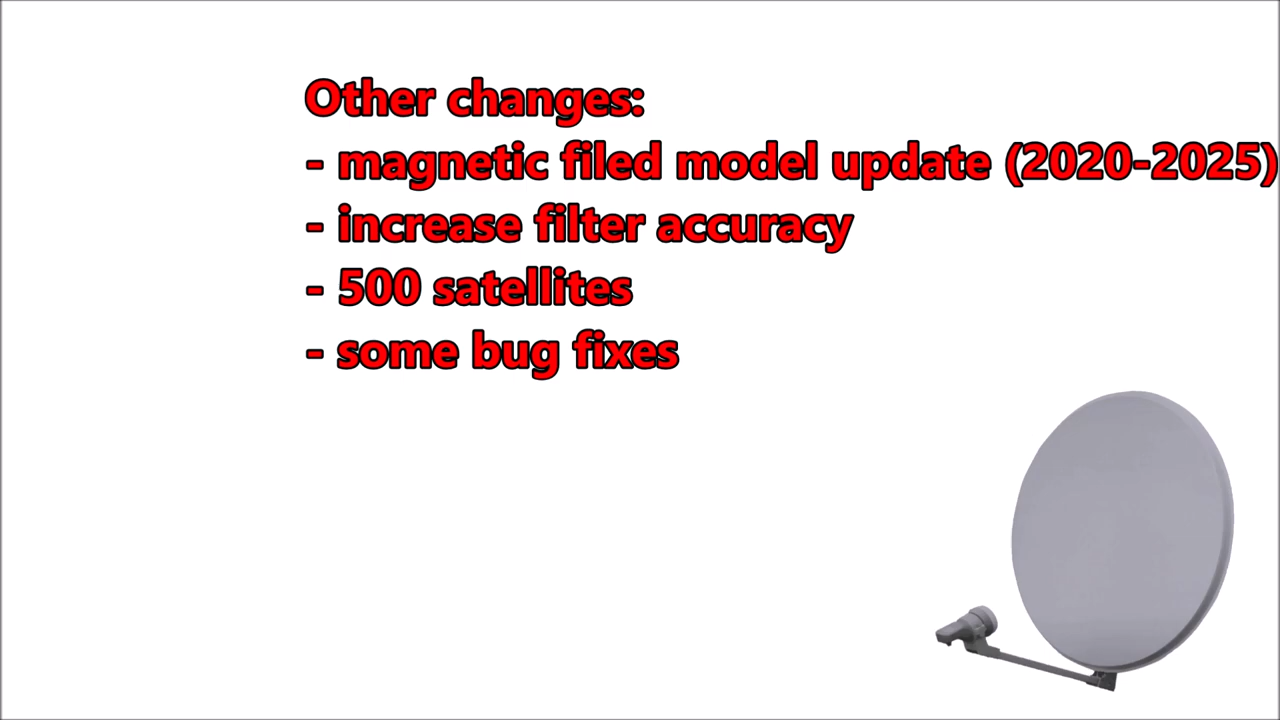 Other changes:
- magnetic filed model update (2020-2025)
- increase filter accuracy
- 500 satellites
- some bug fixes